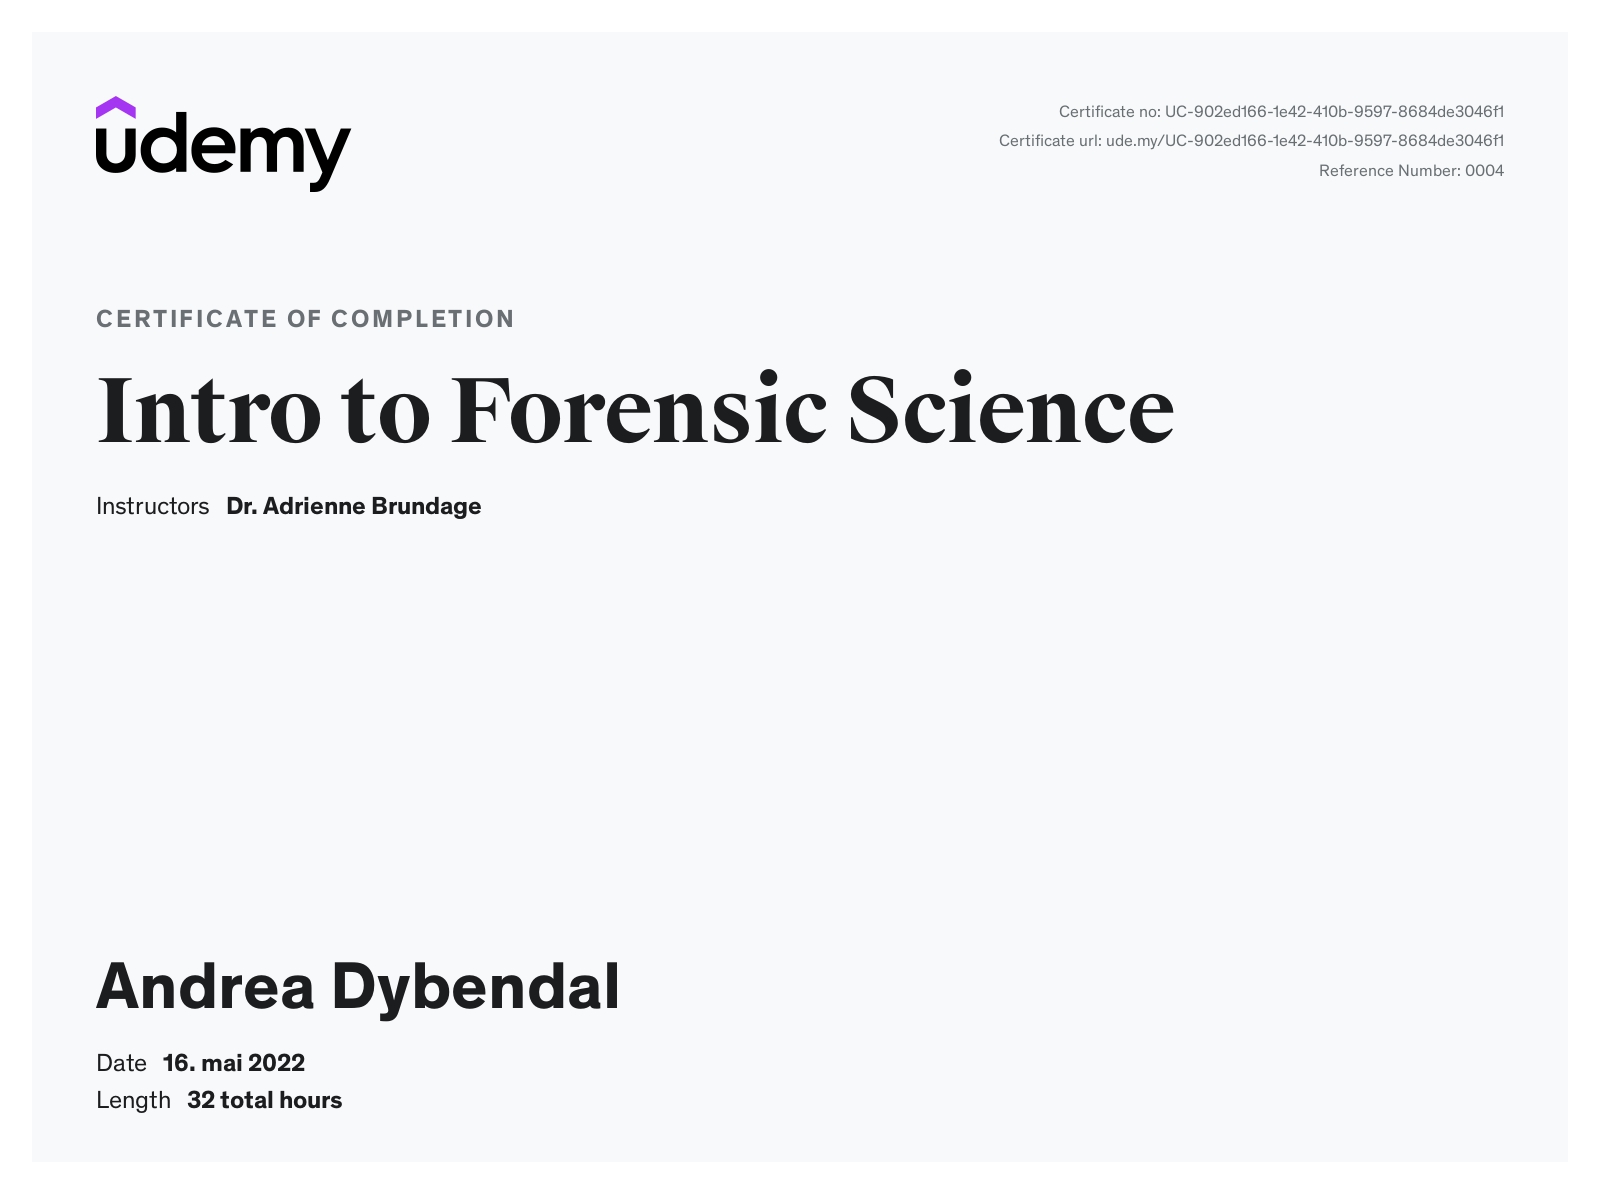 udemy
Certificate no: UC-902ed166-1e42-410b-9597-8684de3046f1
Certificate url: ude.my/UC-902ed166-1e42-410b-9597-8684de3046f1
Reference Number: 0004
CERTIFICATE OF COMPLETION
Intro to Forensic Science
Instructors Dr. Adrienne Brundage
Andrea Dybendal
Date 16. mai 2022
Length 32 total hours